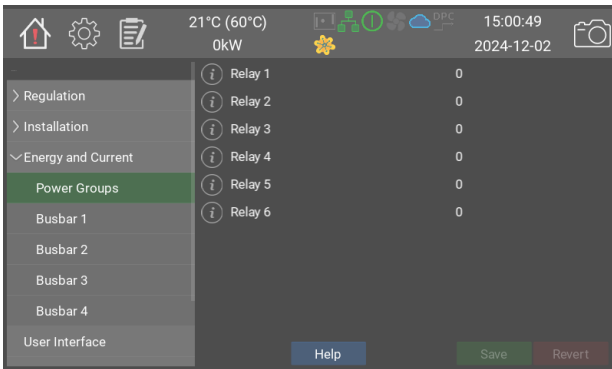 21°C (60°C)
0kW
DPC
15:00:49
2024-12-02
> Regulation
> Installation
Energy and Current
Power Groups
Busbar 1
Busbar 2
Busbar 3
Busbar 4
User Interface
i Relay 1 0
i Relay 2 0
i Relay 3 0
i Relay 4 0
i Relay 5 0
i Relay 6 0
Help
Save
Revert